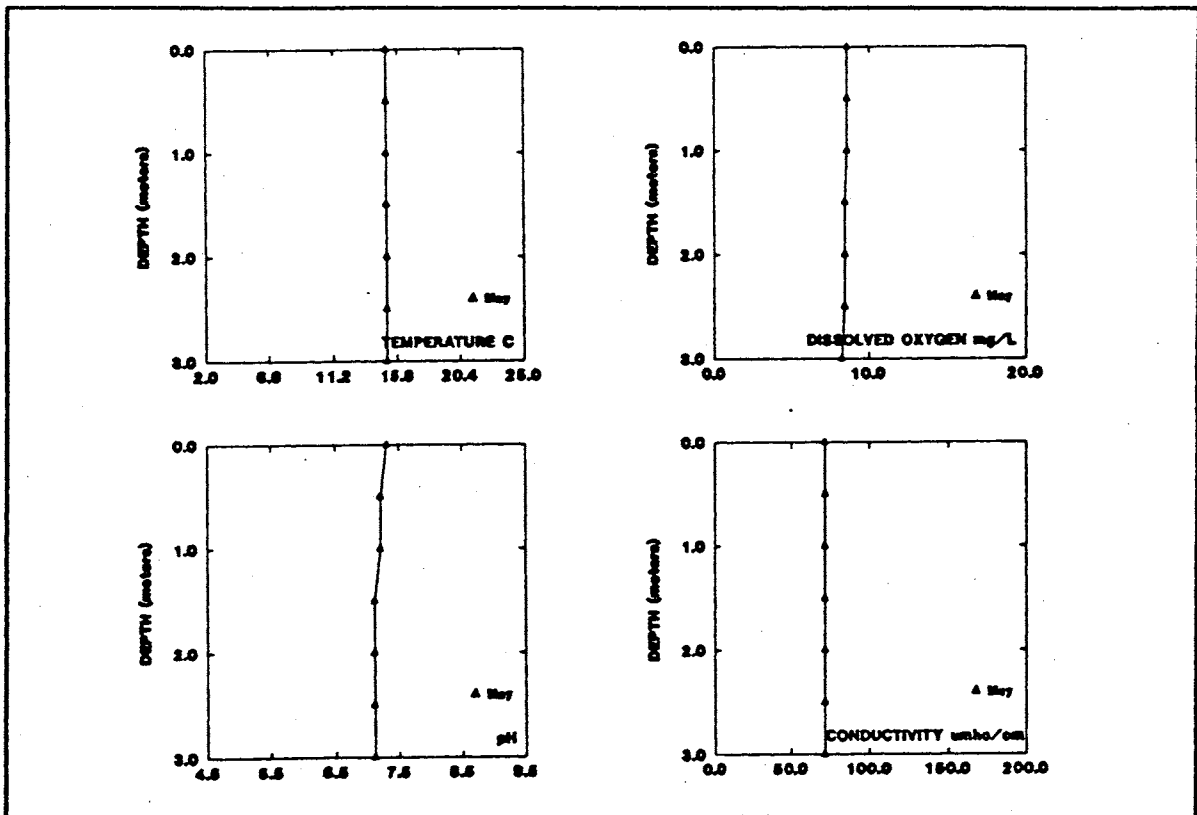 0.0
1.0
2.0
3.0
DEPTH (meters)
▲ May
TEMPERATURE C
2.0 6.6 11.2 15.8 20.4 25.0
0.0
1.0
2.0
3.0
DEPTH (meters)
▲ May
DISSOLVED OXYGEN mg/L
0.0 10.0 20.0
0.0
1.0
2.0
3.0
DEPTH (meters)
▲ May
pH
4.5 5.5 6.5 7.5 8.5 9.5
0.0
1.0
2.0
3.0
DEPTH (meters)
▲ May
CONDUCTIVITY umho/cm
0.0 50.0 100.0 150.0 200.0